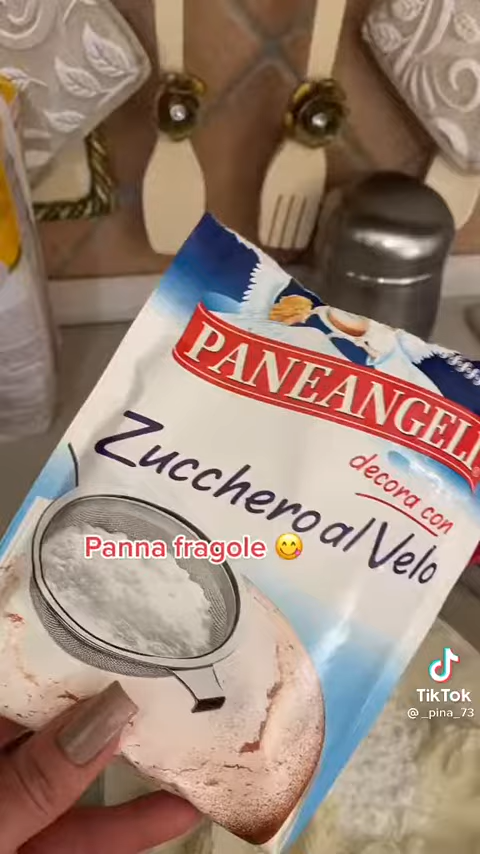 PANEANGELI
decora con
Zucchero al Velo
Panna fragole 😋
TikTok
@_pina_73